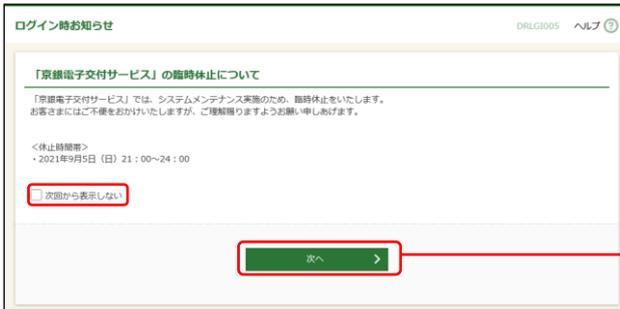 ログイン時お知らせ
DRLGI005 ヘルプ ?
「京銀電子交付サービス」の臨時休止について
「京銀電子交付サービス」では、システムメンテナンス実施のため、臨時休止をいたします。
お客さまにはご不便をおかけいたしますが、ご理解賜りますようお願い申しあげます。
<休止時間帯>
・2021年9月5日（日）21：00～24：00
次回から表示しない
次へ